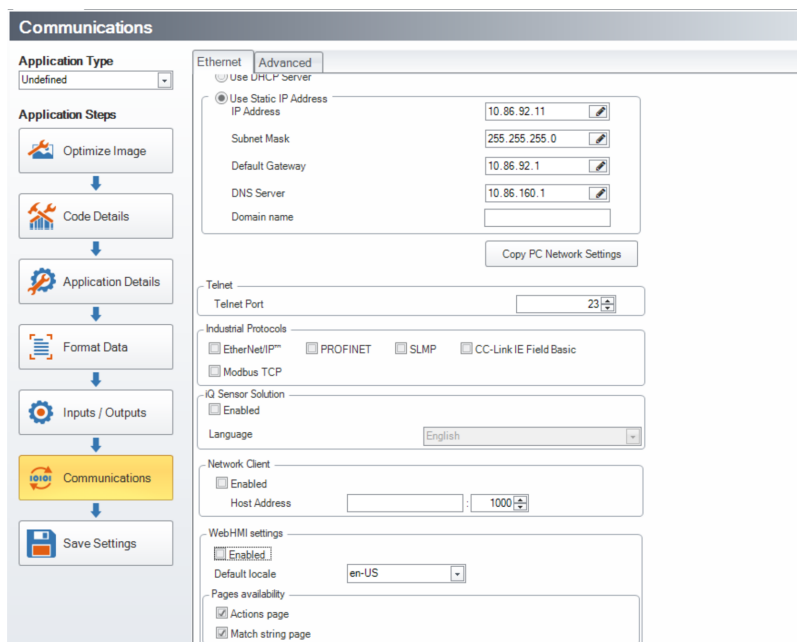 Communications
Application Type
Undefined
Application Steps
Optimize Image
Code Details
Application Details
Format Data
Inputs / Outputs
Communications
Save Settings
Ethernet
Advanced
Use DHCP Server
Use Static IP Address
IP Address 10.86.92.11
Subnet Mask 255.255.255.0
Default Gateway 10.86.92.1
DNS Server 10.86.160.1
Domain name
Copy PC Network Settings
Telnet
Telnet Port 23
Industrial Protocols
EtherNet/IP™ PROFINET SLMP CC-Link IE Field Basic
Modbus TCP
iQ Sensor Solution
Enabled
Language English
Network Client
Enabled
Host Address : 1000
WebHMI settings
Enabled
Default locale en-US
Pages availability
Actions page
Match string page